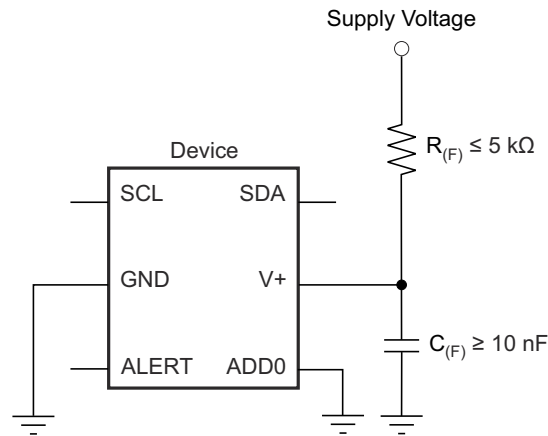 Supply Voltage
R(F) ≤ 5 kΩ
Device
SCL SDA
GND V+
C(F) ≥ 10 nF
ALERT ADD0